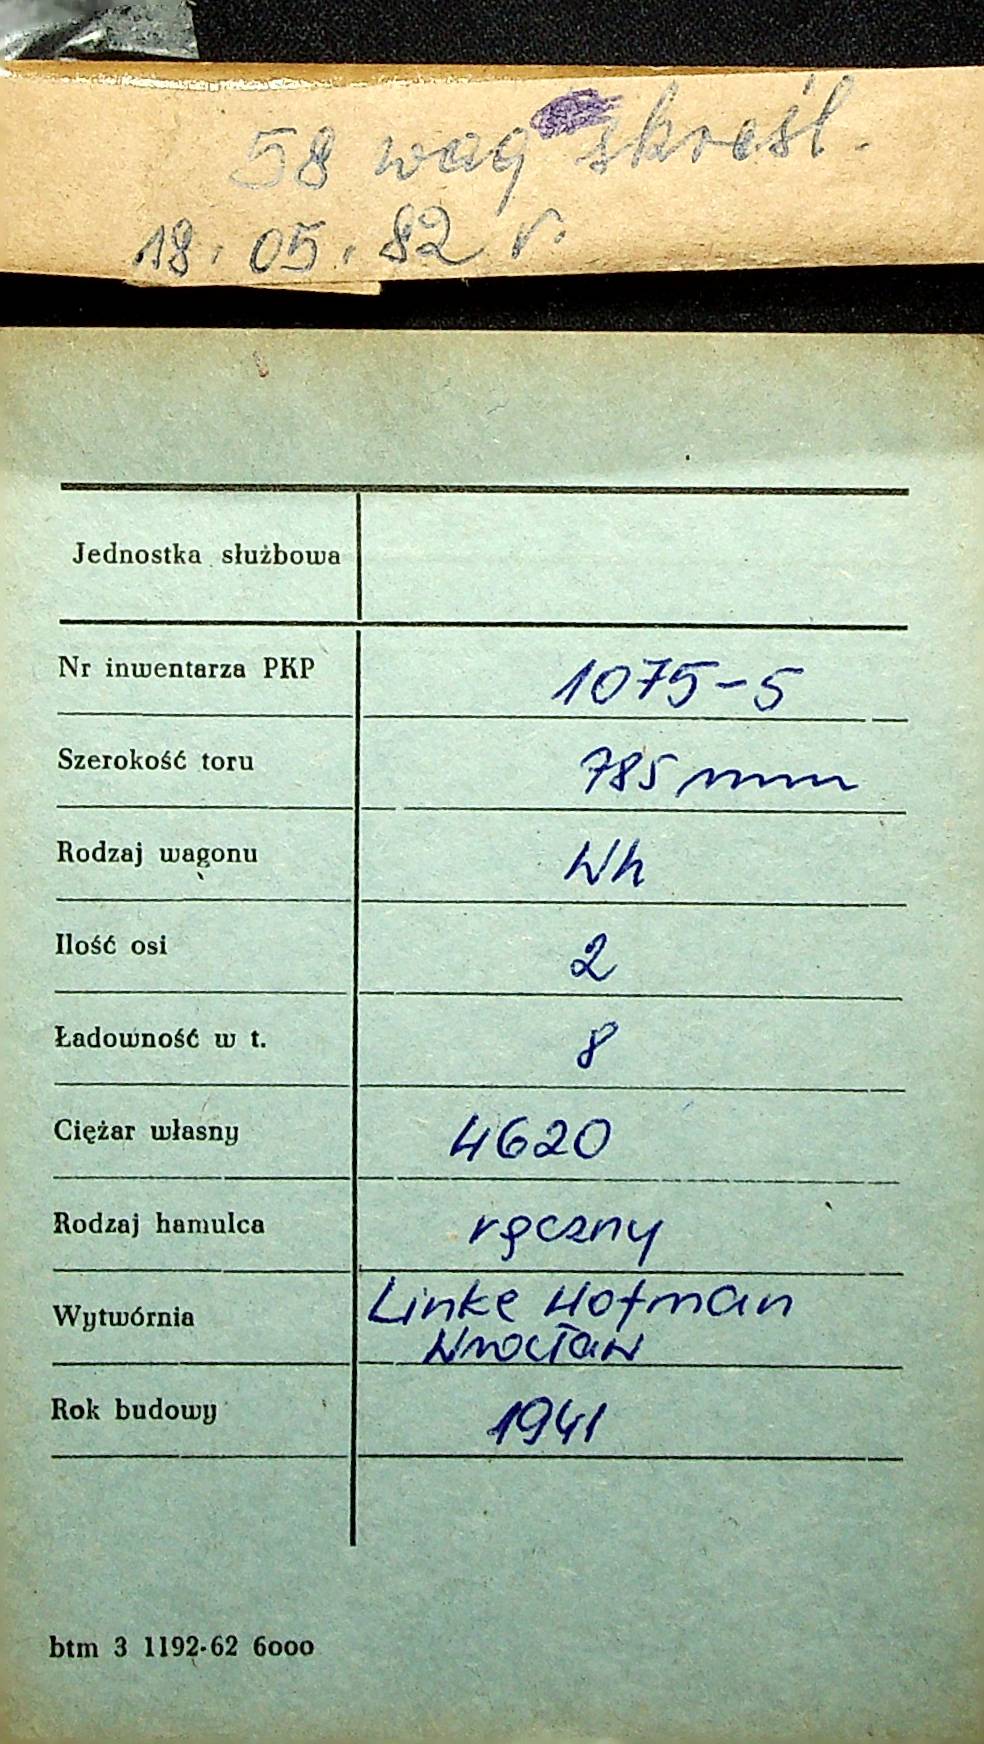 58 wag skreśl.
18.05.82 r.
Jednostka służbowa
Nr inwentarza PKP 1075-5
Szerokość toru 785 mm
Rodzaj wagonu Wh
Ilość osi 2
Ładowność w t. 8
Ciężar własny 4620
Rodzaj hamulca ręczny
Wytwórnia Linke Hofman
Wrocław
Rok budowy 1941
btm 3 1192-62 6ooo